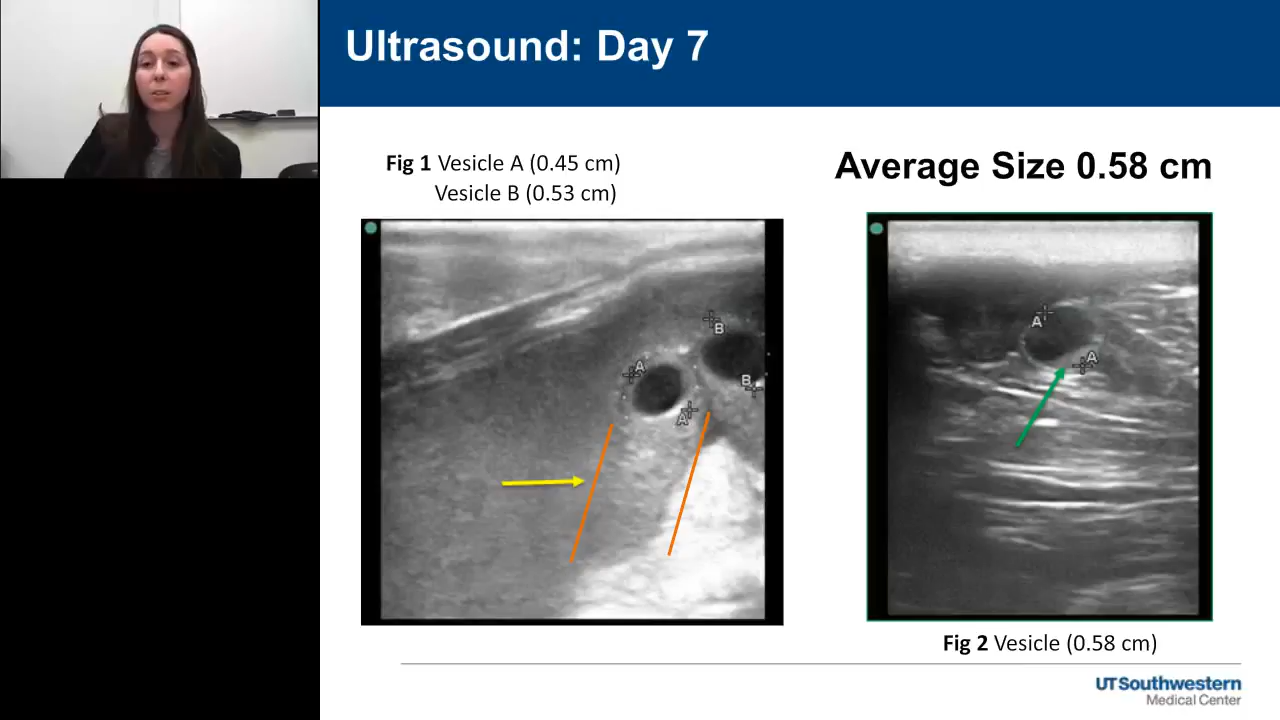 Ultrasound: Day 7
Fig 1 Vesicle A (0.45 cm)
Vesicle B (0.53 cm)
Average Size 0.58 cm
B
A
B
A
A
A
Fig 2 Vesicle (0.58 cm)
UTSouthwestern
Medical Center